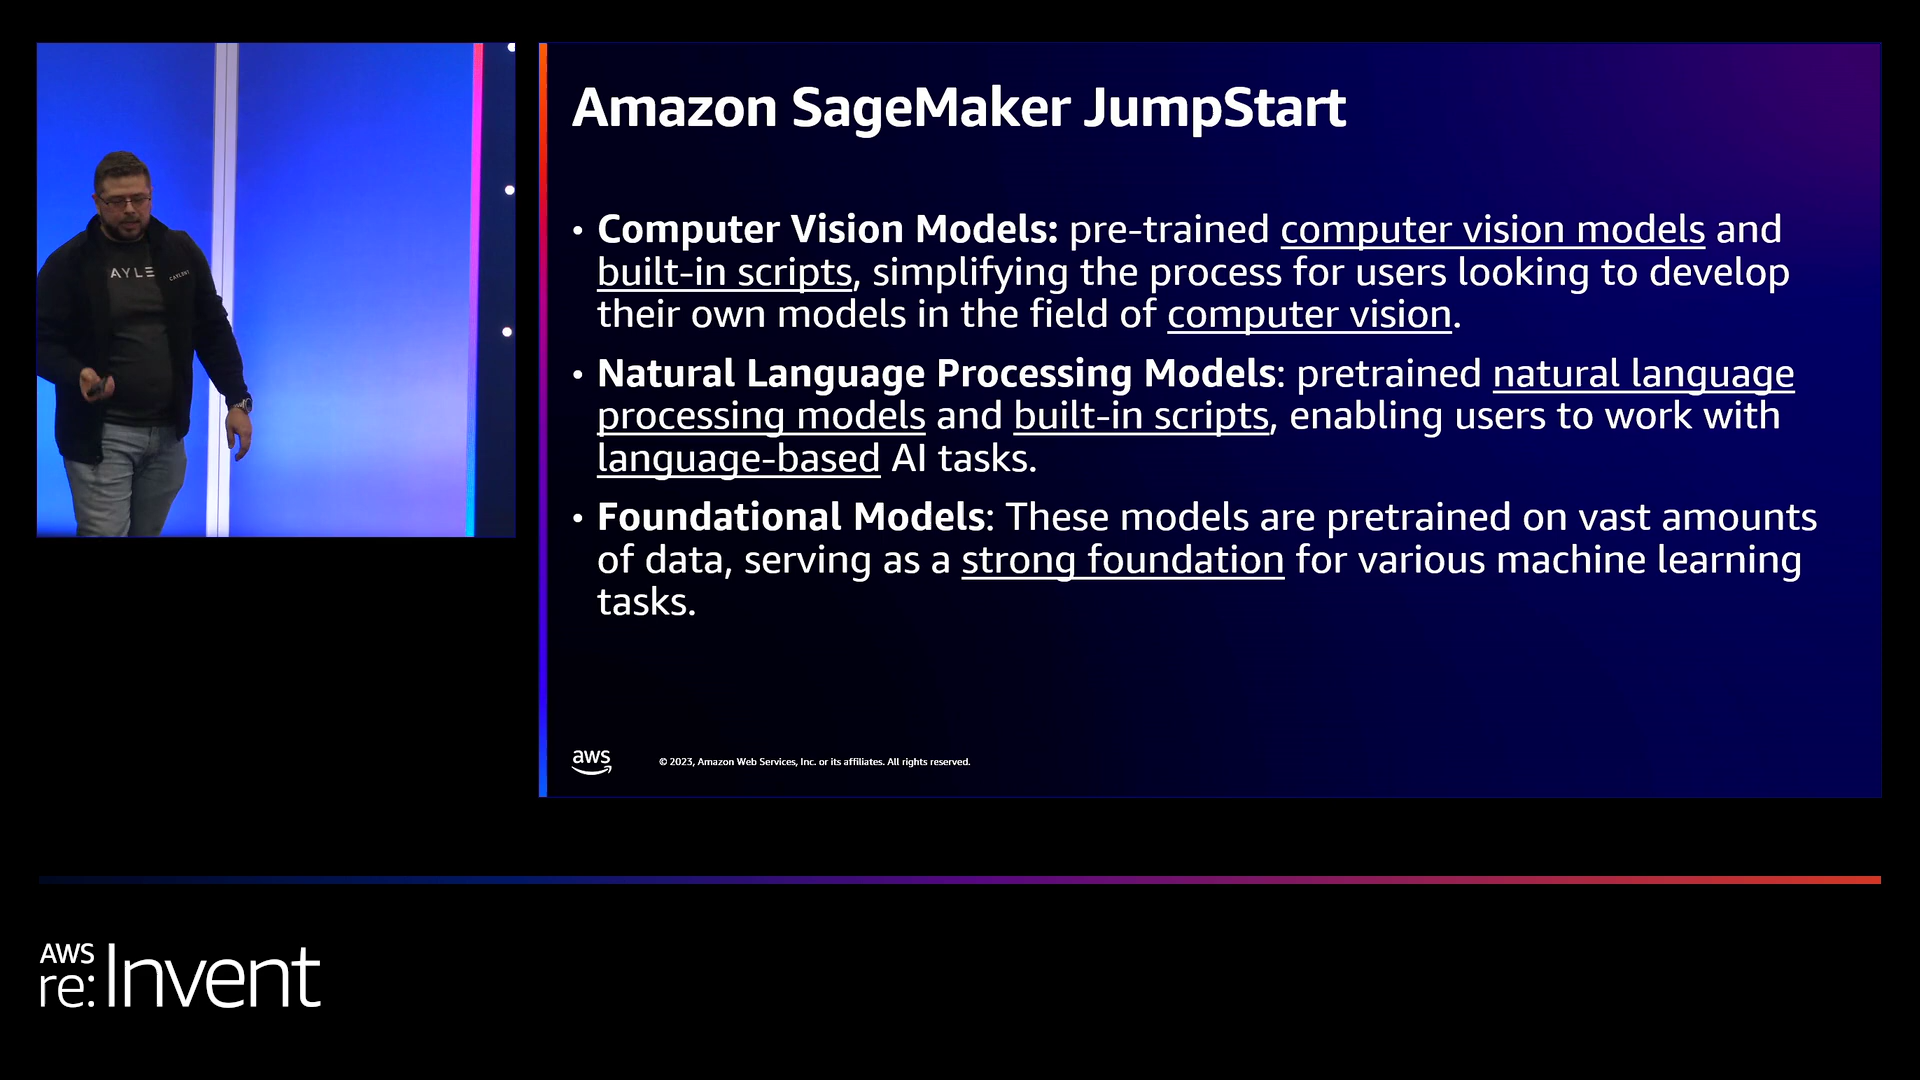 AYLE
CAYLENT
Amazon SageMaker JumpStart
• Computer Vision Models: pre-trained computer vision models and
built-in scripts, simplifying the process for users looking to develop
their own models in the field of computer vision.
• Natural Language Processing Models: pretrained natural language
processing models and built-in scripts, enabling users to work with
language-based AI tasks.
• Foundational Models: These models are pretrained on vast amounts
of data, serving as a strong foundation for various machine learning
tasks.
aws
© 2023, Amazon Web Services, Inc. or its affiliates. All rights reserved.
AWS
re:Invent